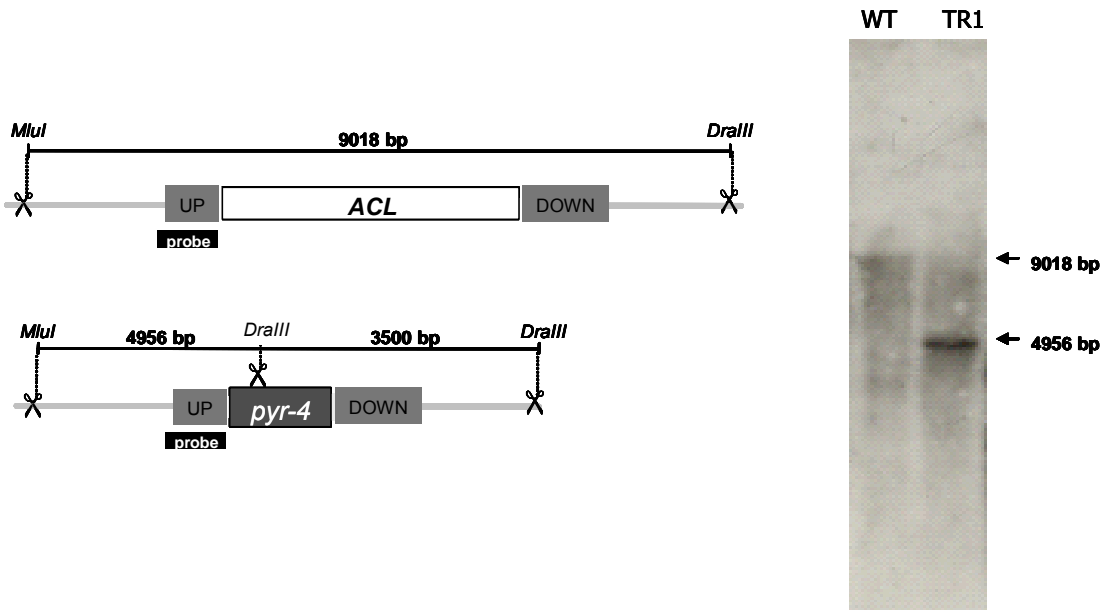 WT TR1
MluI DraIII
9018 bp
UP ACL DOWN
probe
9018 bp
MluI DraIII DraIII
4956 bp 3500 bp
4956 bp
UP pyr-4 DOWN
probe